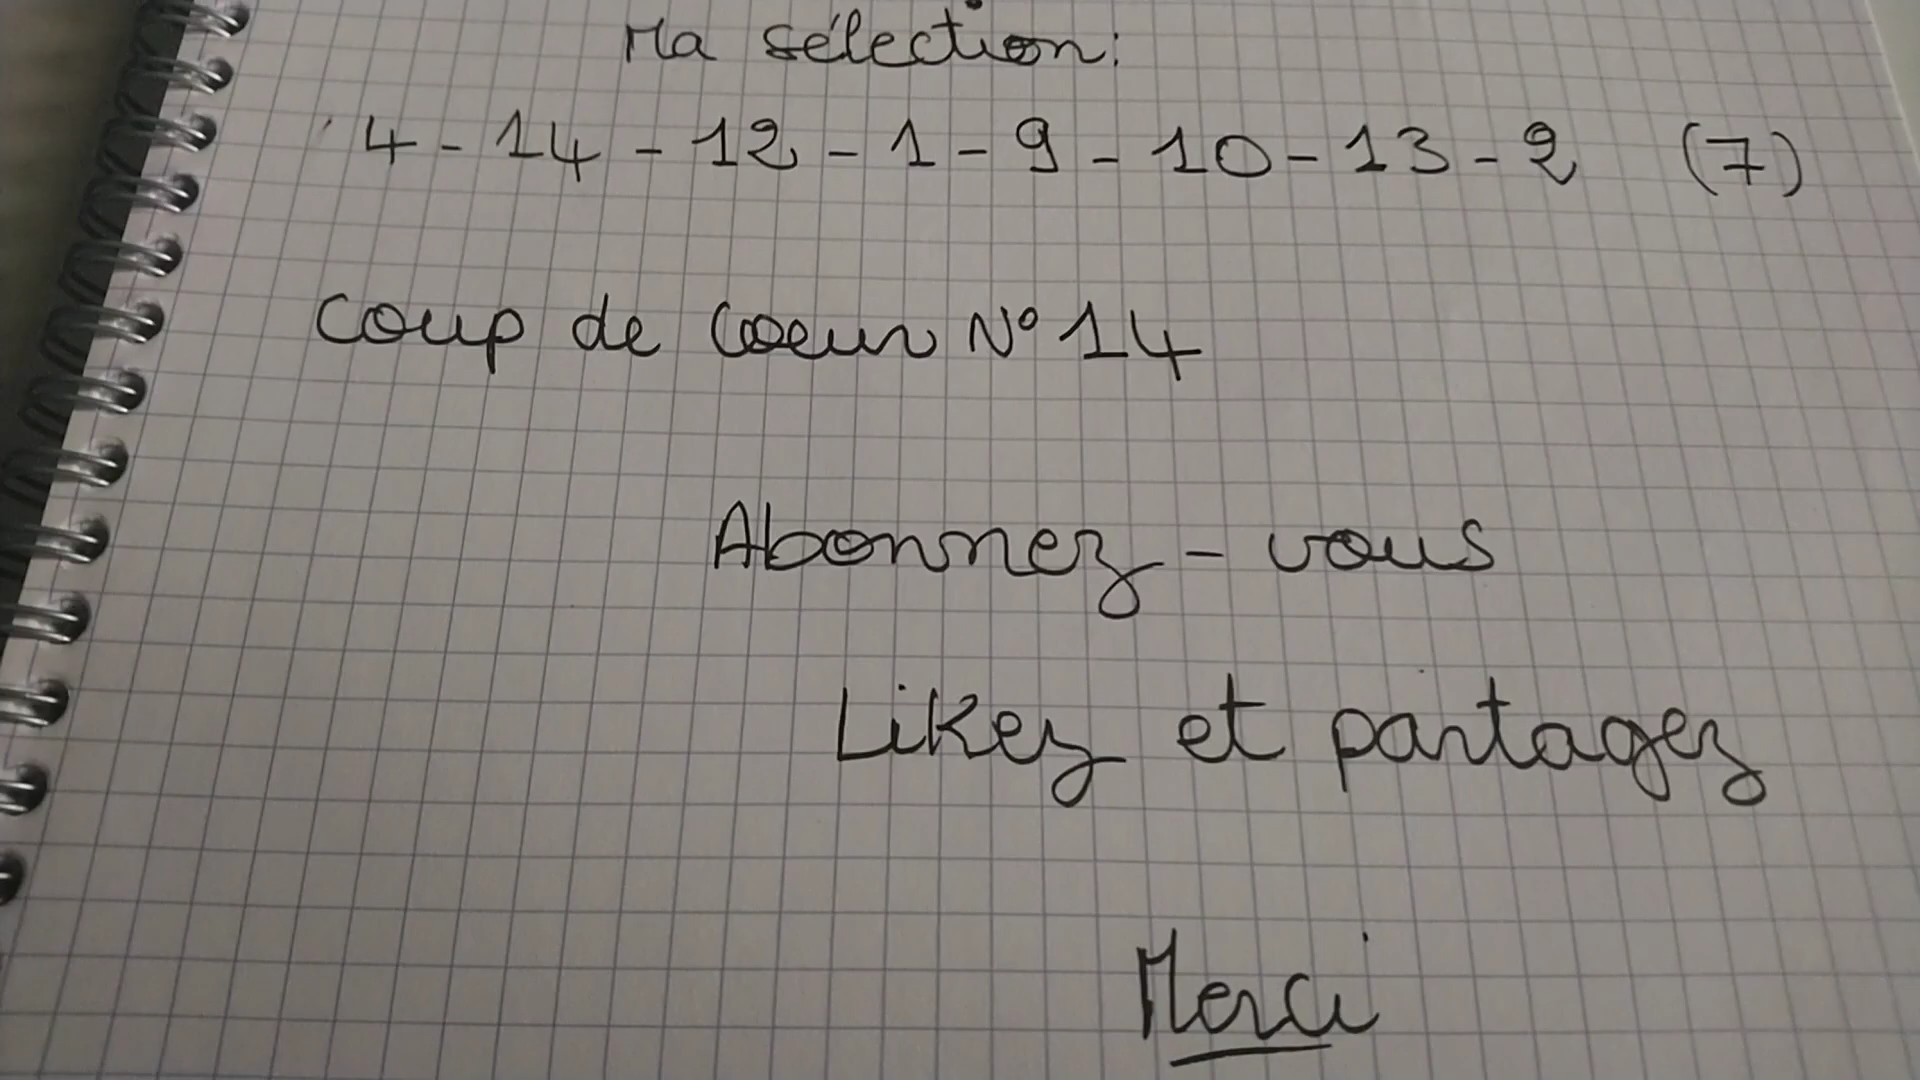 Ma sélection:
4 - 14 - 12 - 1 - 9 - 10 - 13 - 2 (7)
Coup de Coeur N° 14
Abonnez - vous
Likez et partagez
Merci